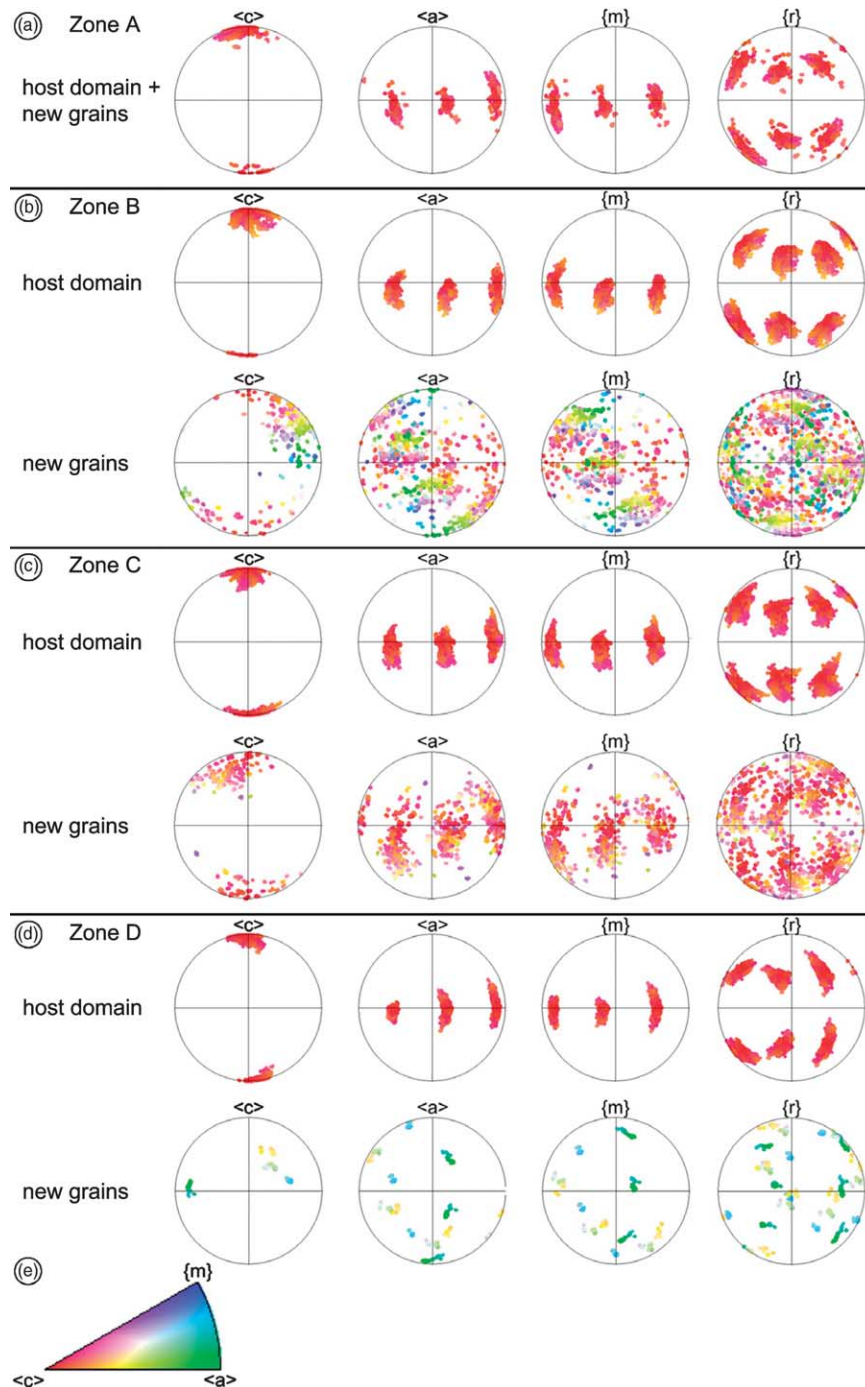 (a) Zone A
<c> <a> {m} {r}
host domain +
new grains
(b) Zone B
<c> <a> {m} {r}
host domain
<c> <a> {m} {r}
new grains
(c) Zone C
<c> <a> {m} {r}
host domain
<c> <a> {m} {r}
new grains
(d) Zone D
<c> <a> {m} {r}
host domain
<c> <a> {m} {r}
new grains
(e)
{m}
<c> <a>